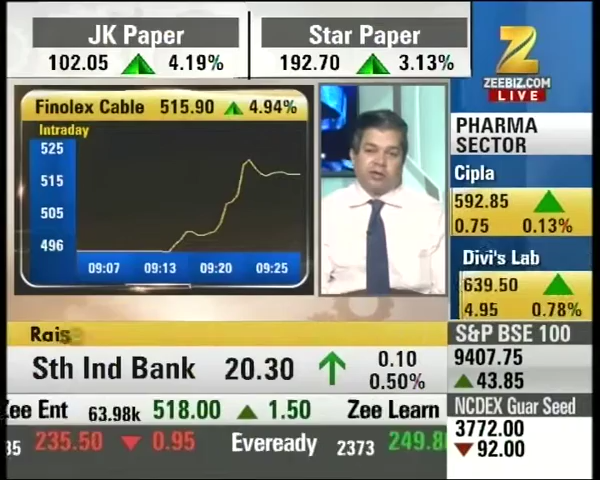 JK Paper
102.05 4.19%
Star Paper
192.70 3.13%
Z
ZEEBIZ.COM
LIVE
Finolex Cable 515.90 4.94%
Intraday
525
515
505
496
09:07 09:13 09:20 09:25
PHARMA
SECTOR
Cipla
592.85
0.75 0.13%
Divi's Lab
639.50
4.95 0.78%
S&P BSE 100
9407.75
43.85
NCDEX Guar Seed
3772.00
92.00
Rais
Sth Ind Bank 20.30 0.10
0.50%
Zee Ent 63.98k 518.00 1.50 Zee Learn
35 235.50 0.95 Eveready 2373 249.8